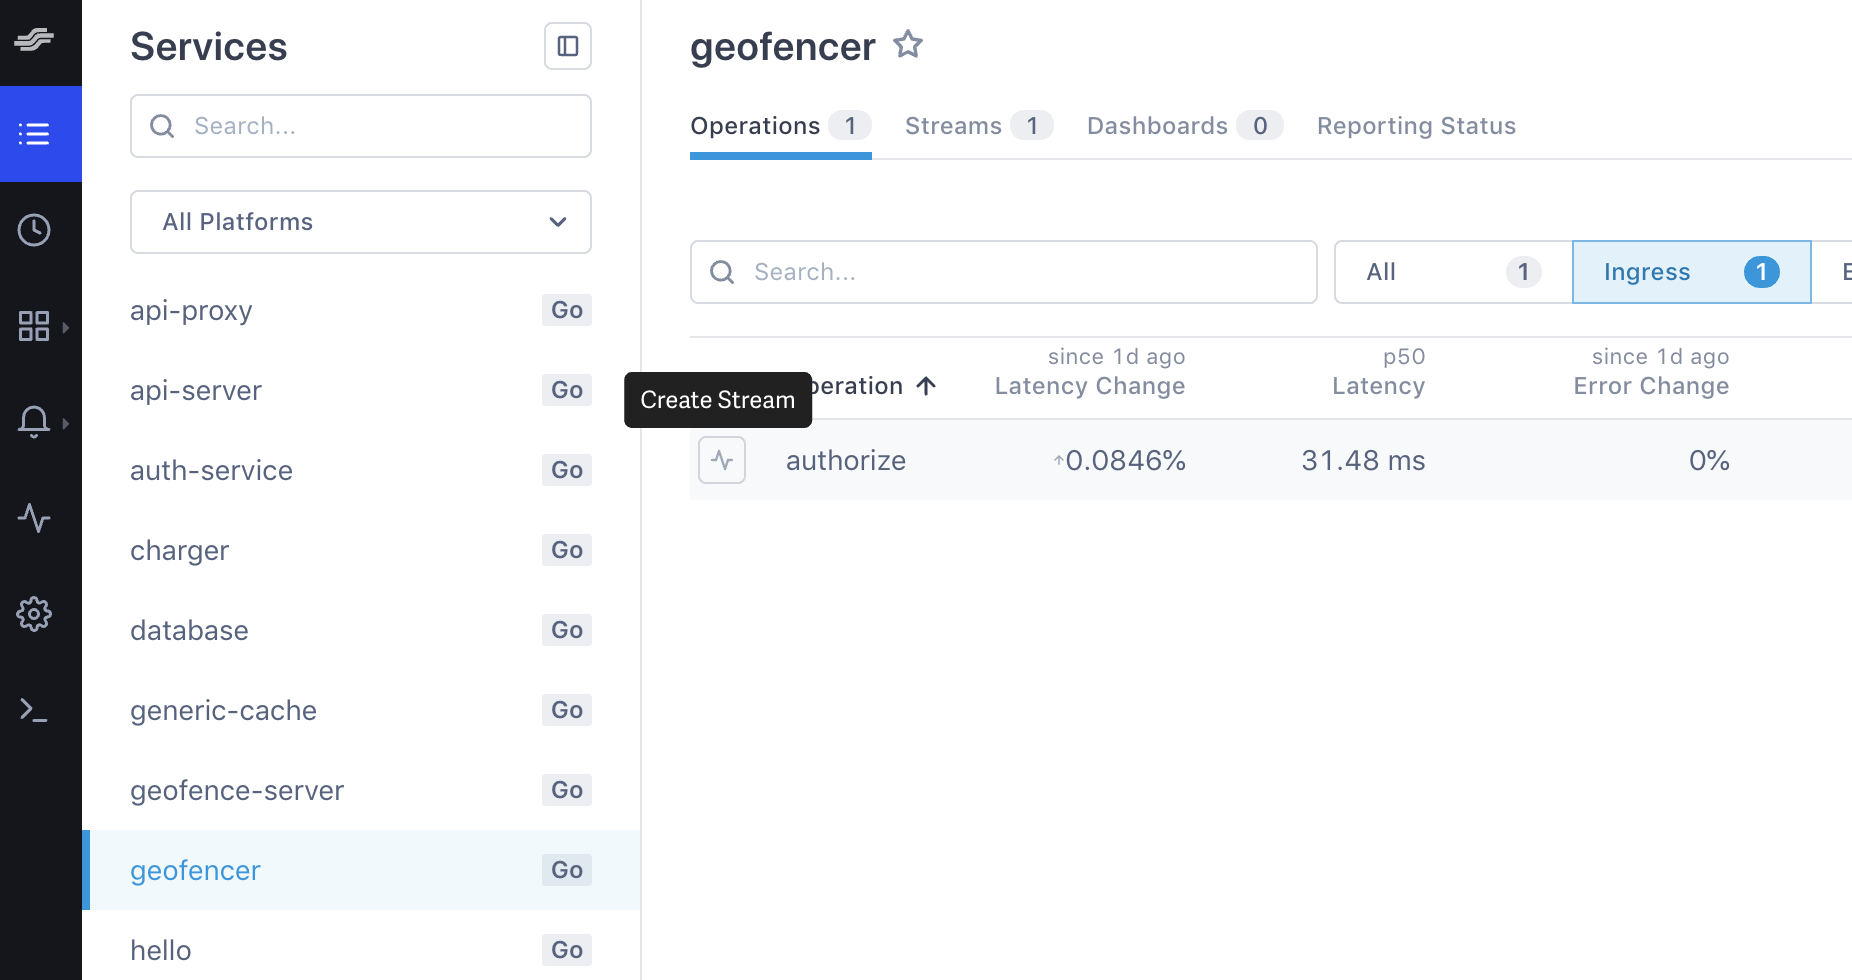 Services
Search...
All Platforms
api-proxy Go
api-server Go
auth-service Go
charger Go
database Go
generic-cache Go
geofence-server Go
geofencer Go
hello Go
geofencer
Operations 1 Streams 1 Dashboards 0 Reporting Status
Search...
All 1 Ingress 1
since 1d ago p50 since 1d ago
peration Latency Change Latency Error Change
Create Stream
authorize ↑0.0846% 31.48 ms 0%